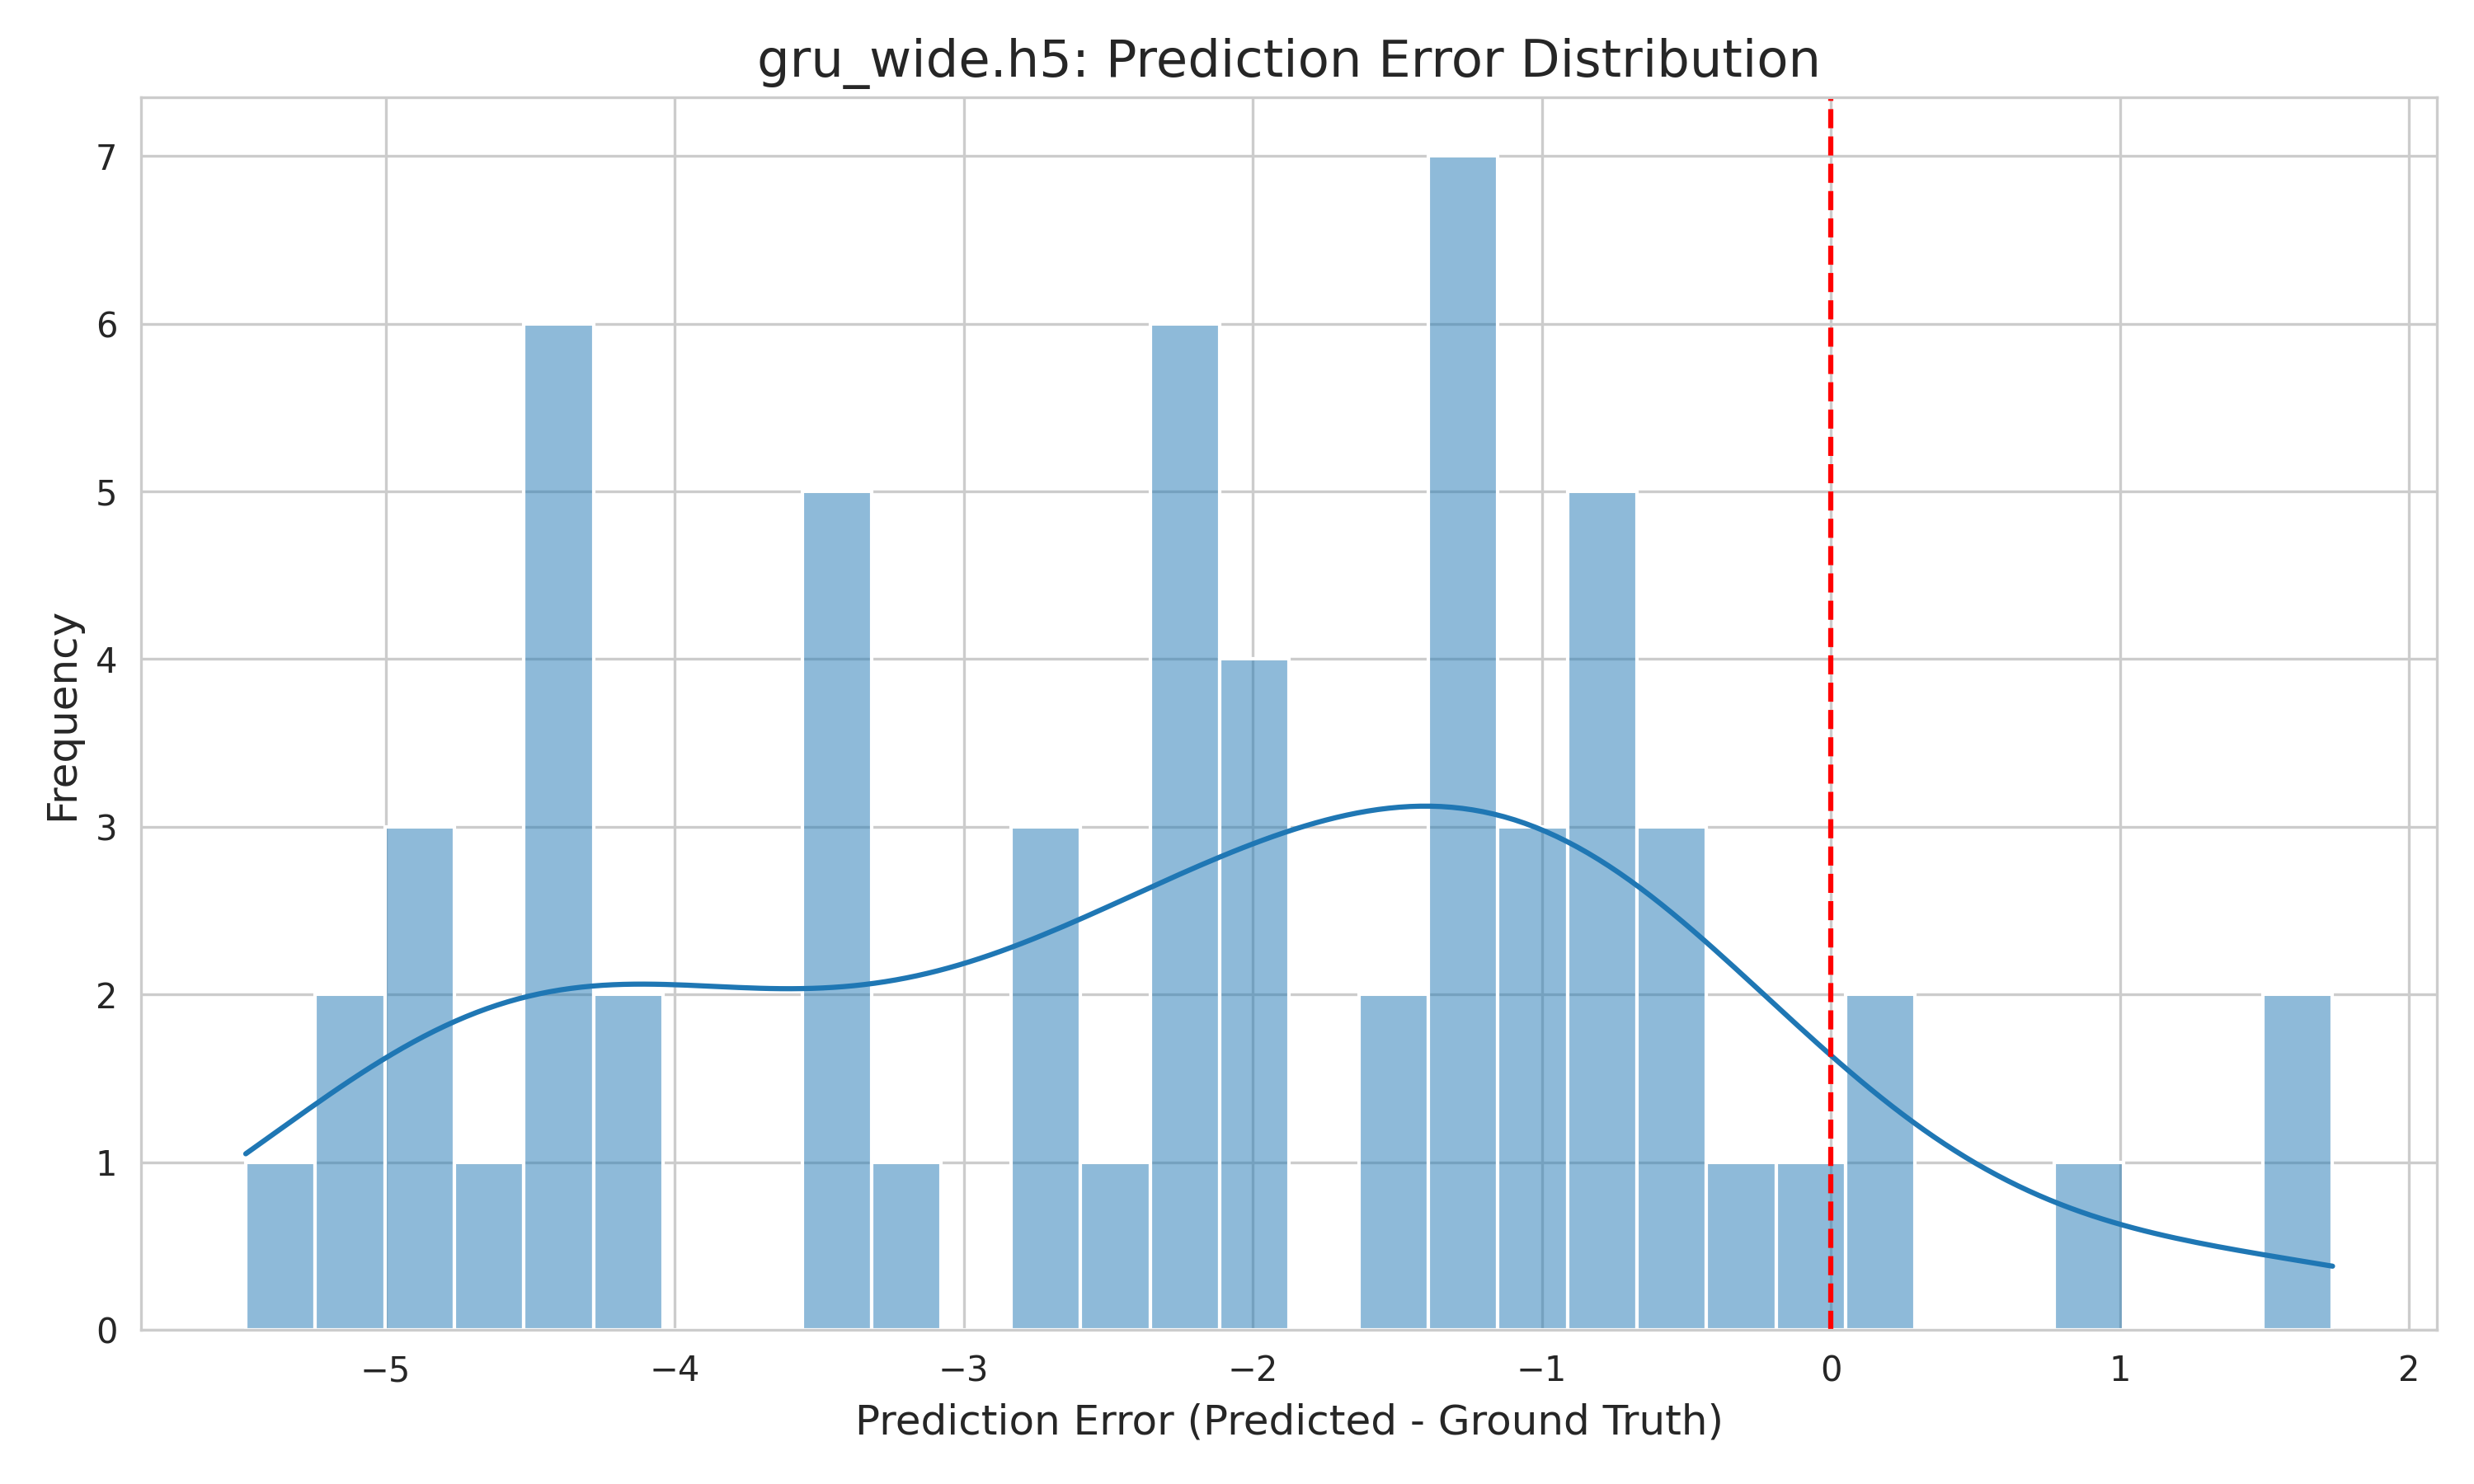 gru_wide.h5: Prediction Error Distribution
7
6
5
4
3
2
1
0
Frequency
−5 −4 −3 −2 −1 0 1 2
Prediction Error (Predicted - Ground Truth)